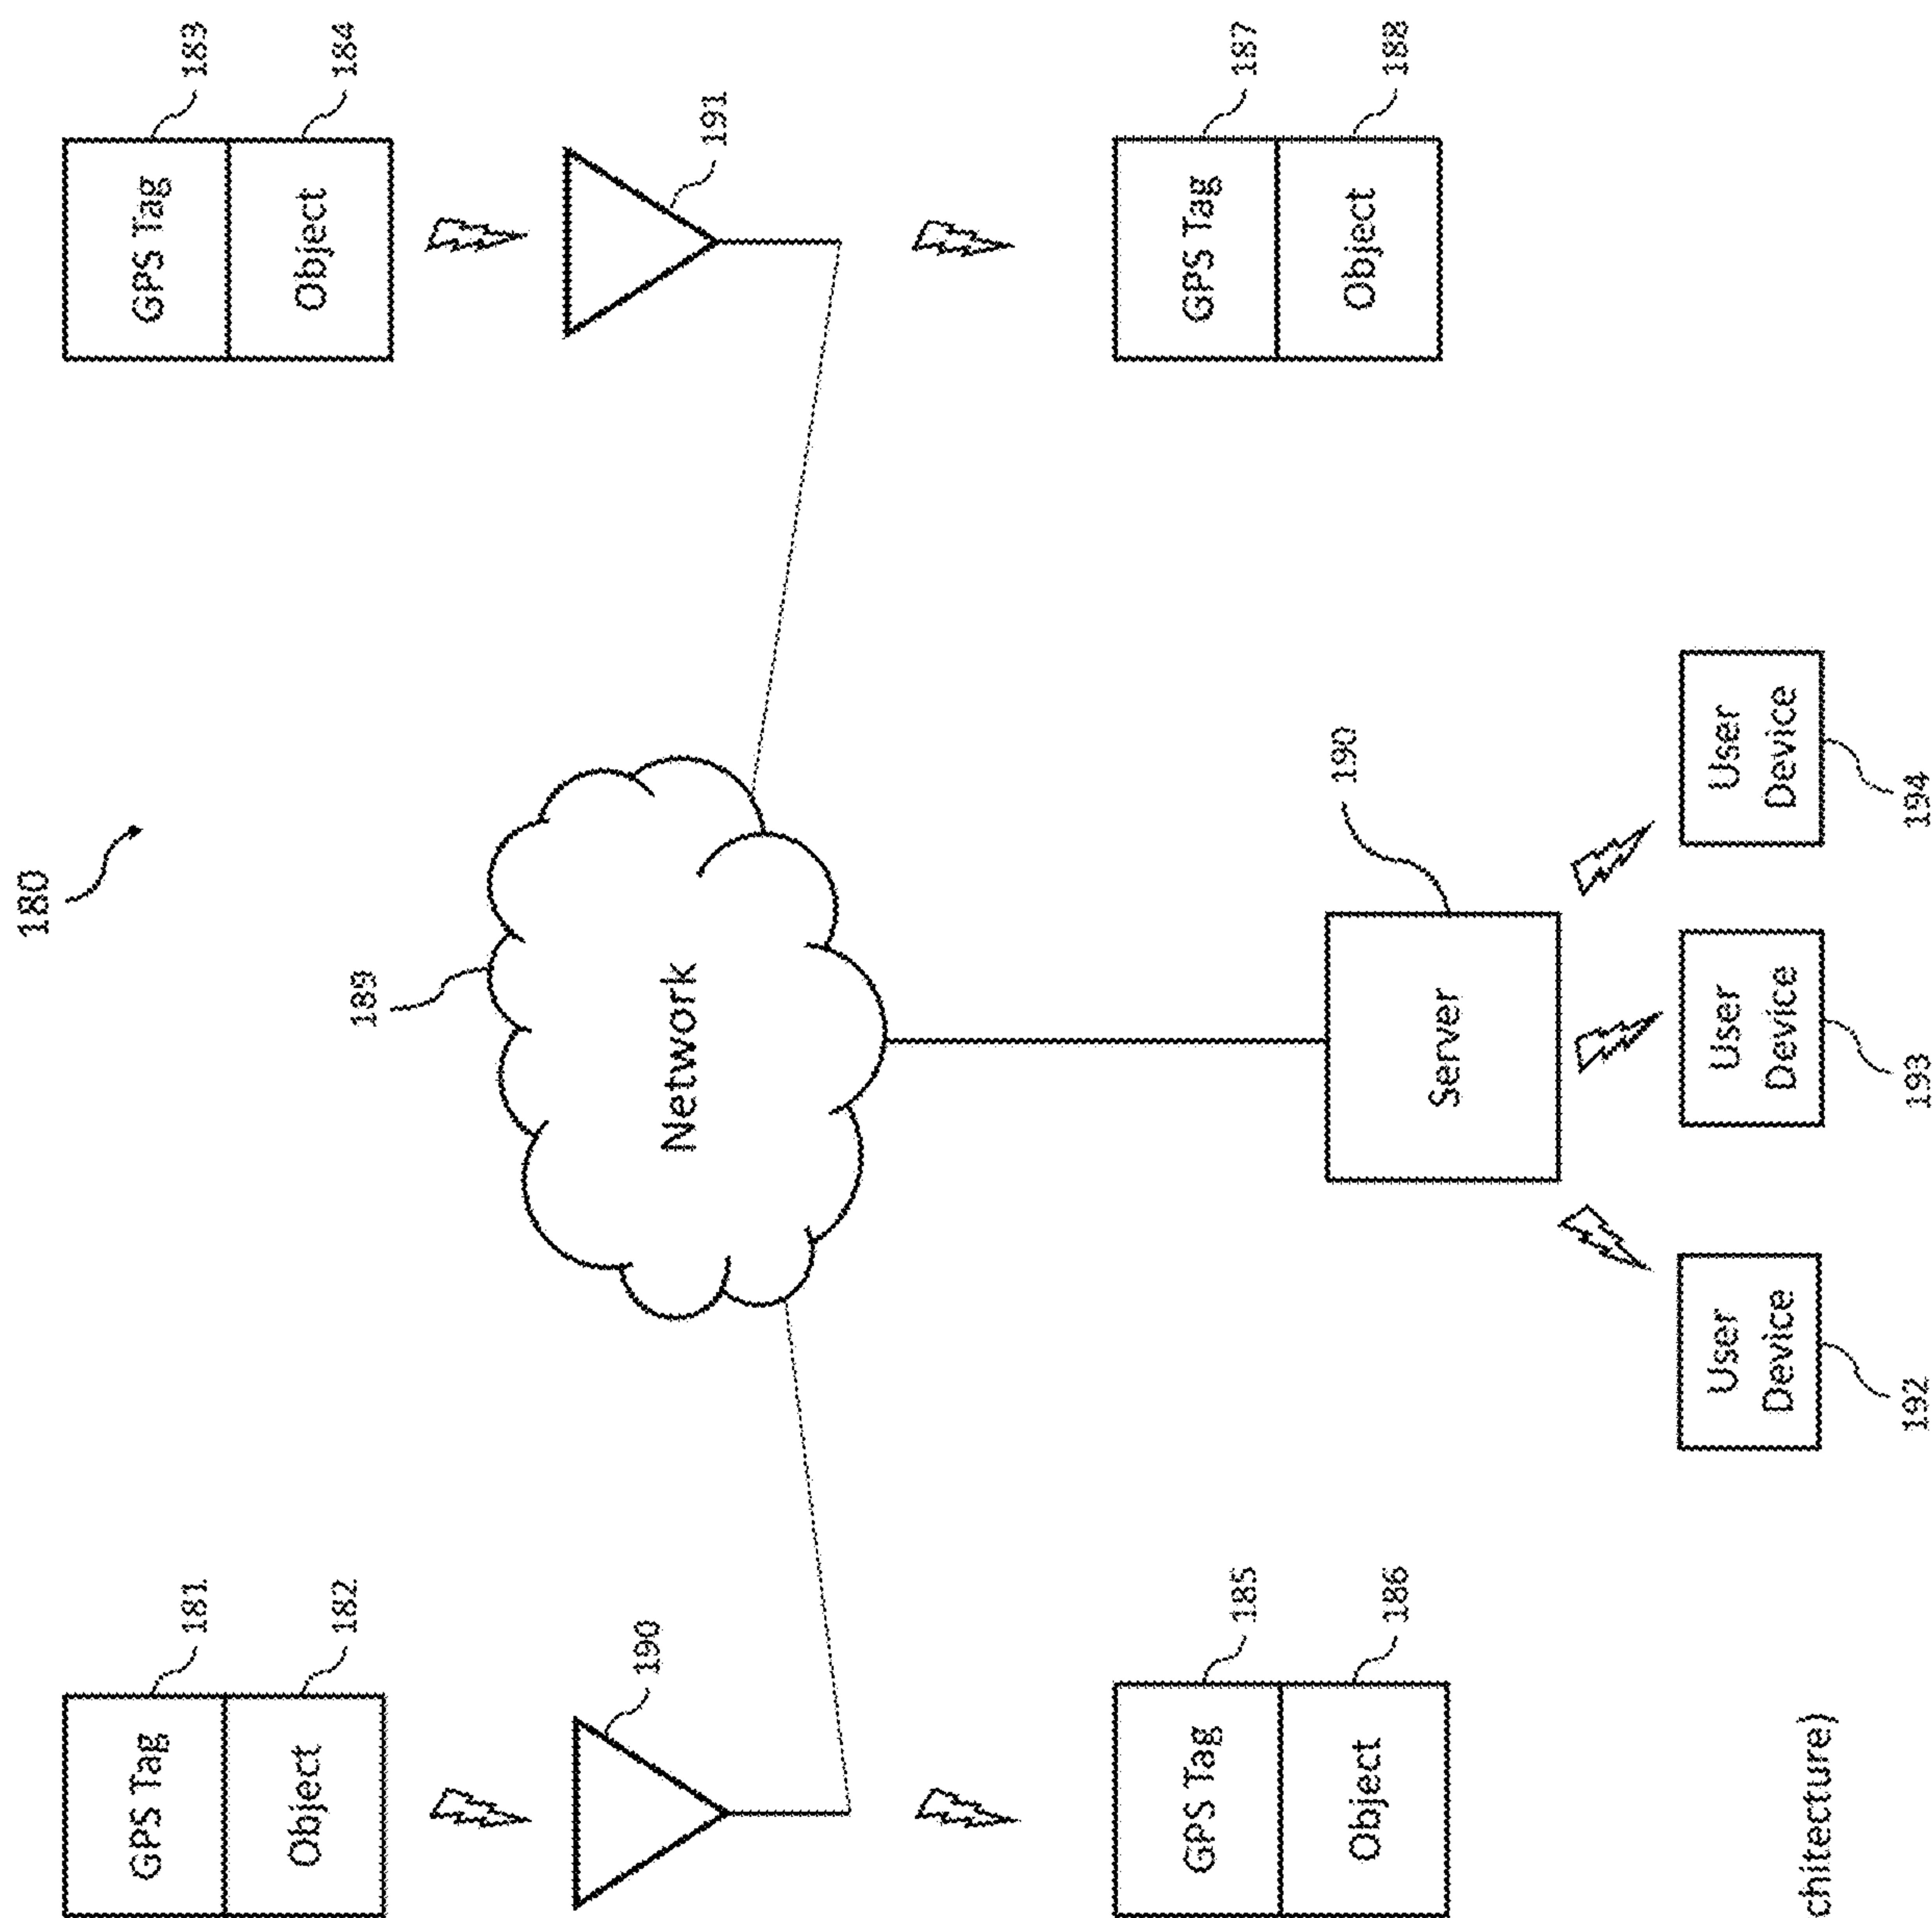 180
GPS Tag
181
Object
182
GPS Tag
183
Object
184
189
190
Network
191
GPS Tag
185
Object
186
GPS Tag
187
Object
188
190
Server
User
Device
192
User
Device
193
User
Device
194
chitecture)